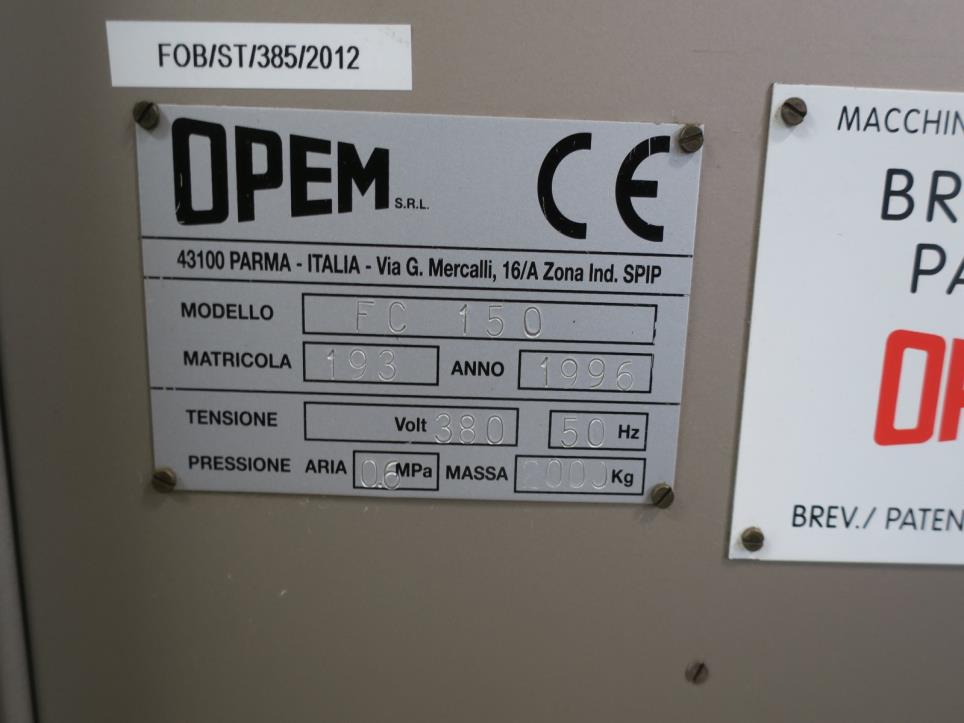 FOB/ST/385/2012
OPEM S.R.L. CE
43100 PARMA - ITALIA - Via G. Mercalli, 16/A Zona Ind. SPIP
MODELLO FC 150
MATRICOLA 193 ANNO 1996
TENSIONE Volt 380 50 Hz
PRESSIONE ARIA 0.6 MPa MASSA 2000 Kg
MACCHIN
BR
PA
OP
BREV./ PATEN